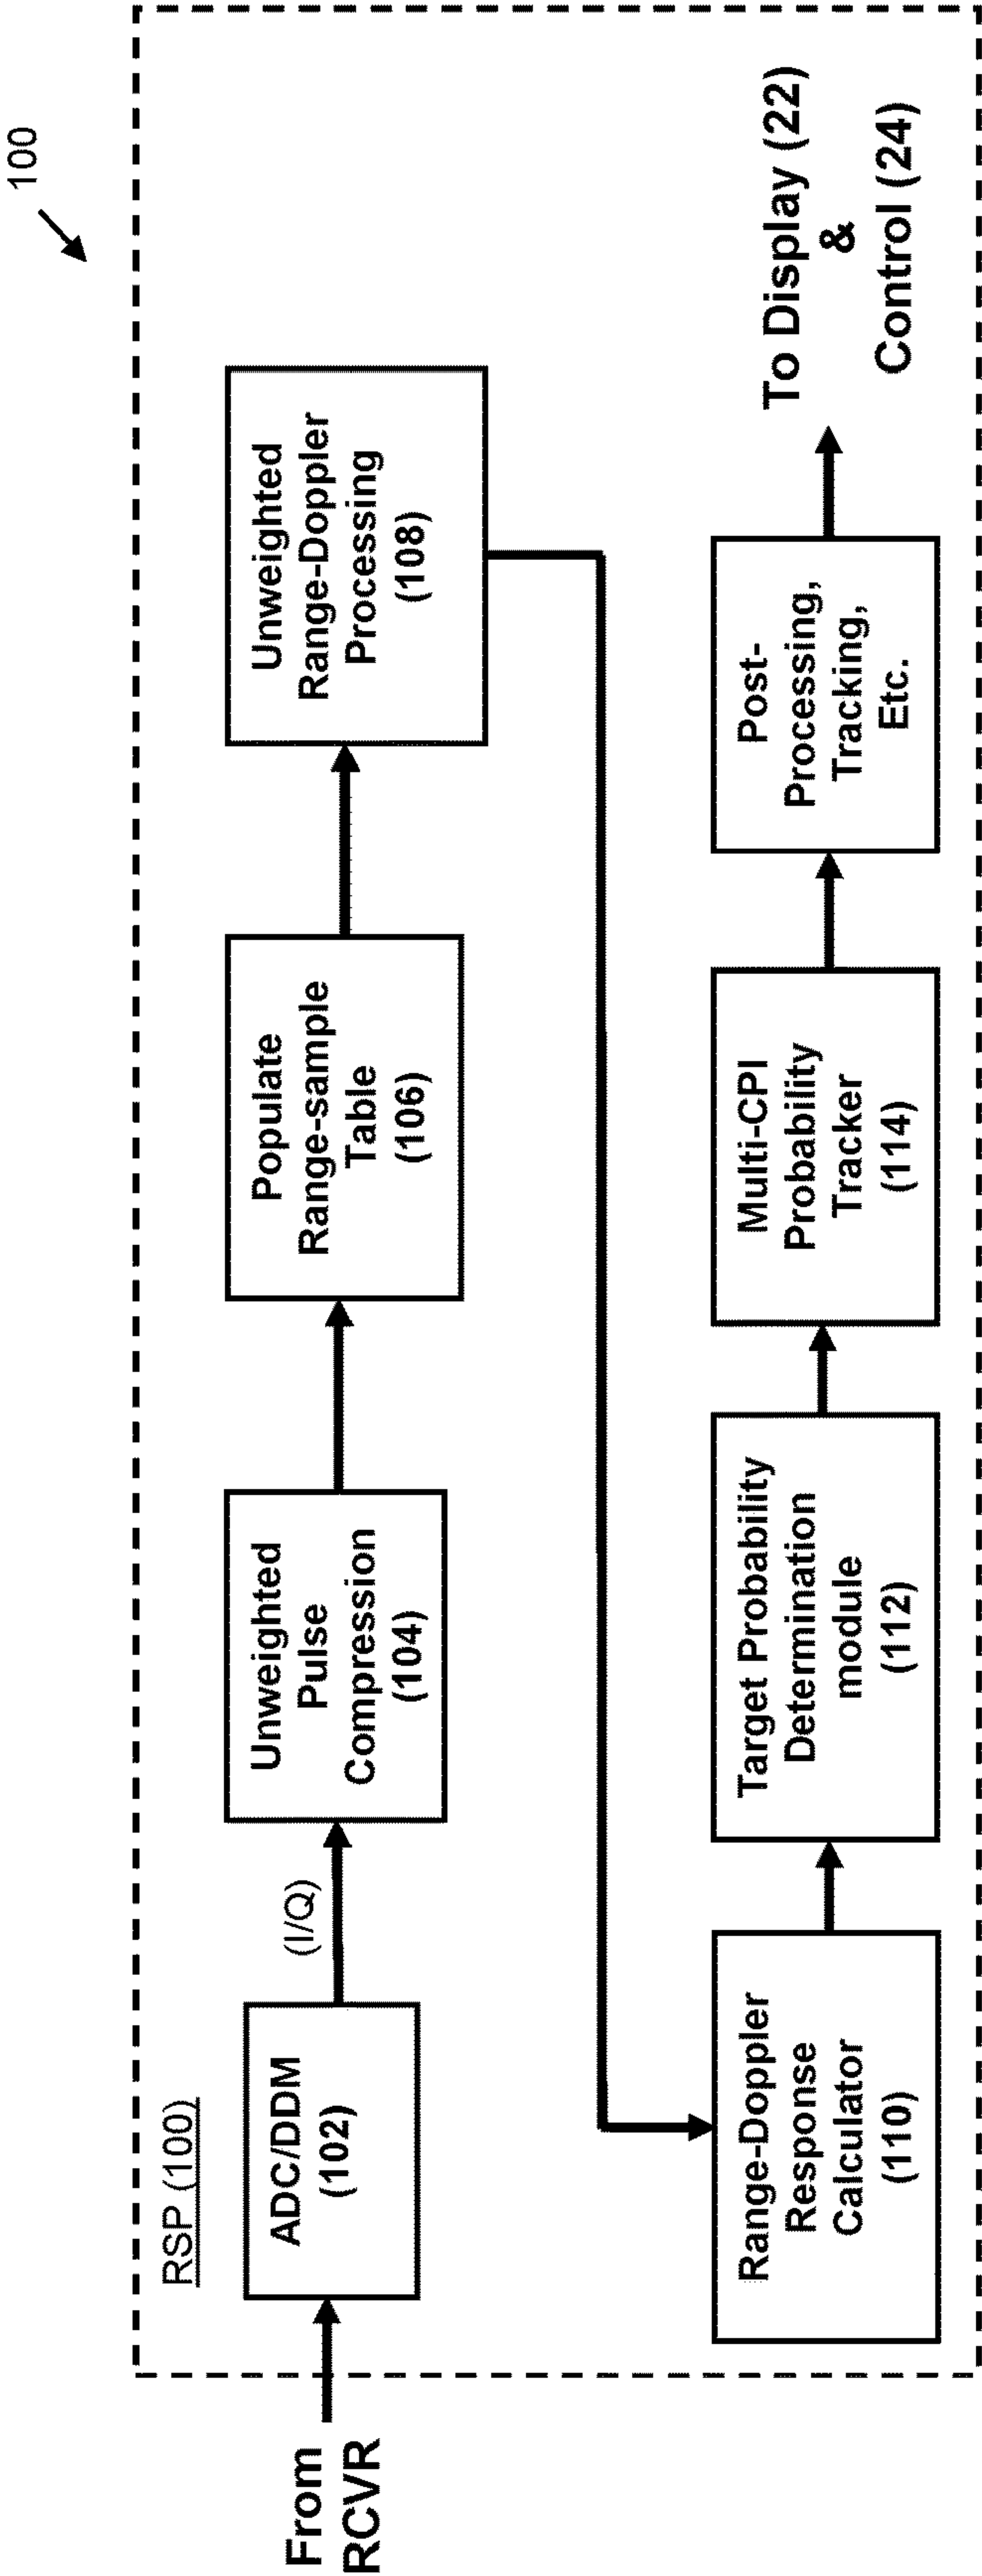 100
RSP (100)
From
RCVR
ADC/DDM
(102)
(I/Q)
Unweighted
Pulse
Compression
(104)
Populate
Range-sample
Table
(106)
Unweighted
Range-Doppler
Processing
(108)
Range-Doppler
Response
Calculator
(110)
Target Probability
Determination
module
(112)
Multi-CPI
Probability
Tracker
(114)
Post-
Processing,
Tracking,
Etc.
To Display (22)
&
Control (24)